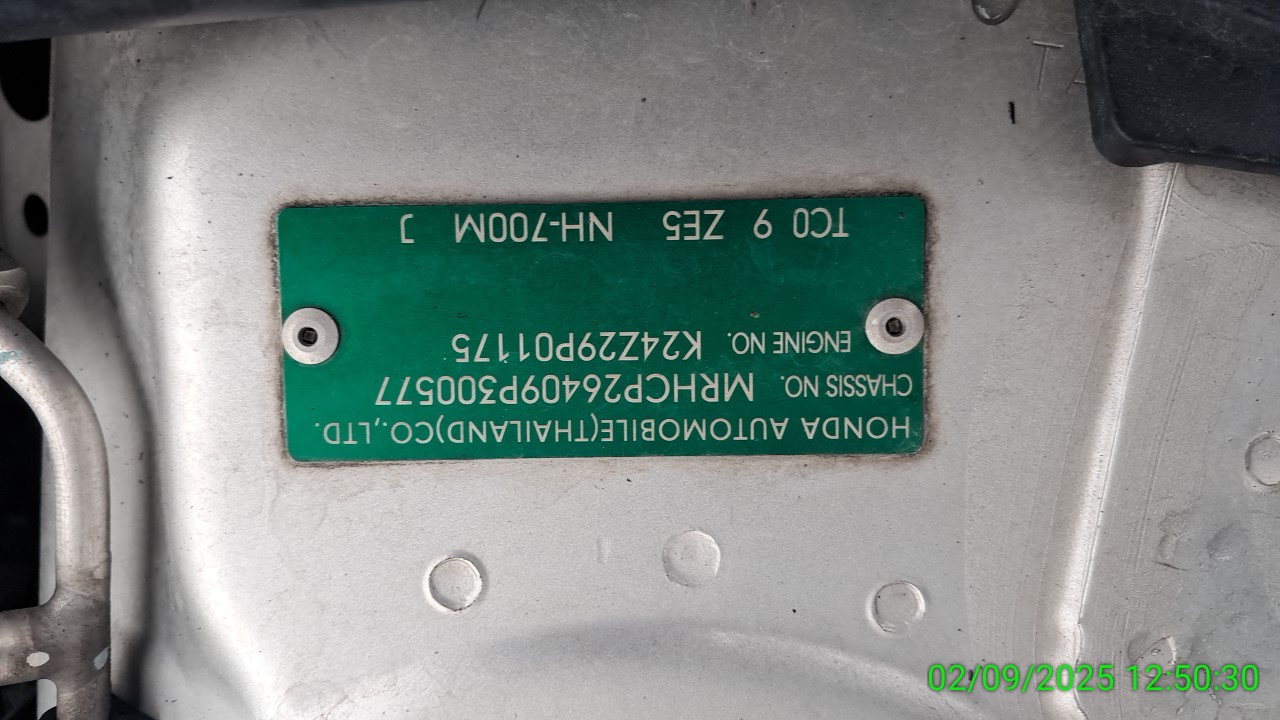 HONDA AUTOMOBILE(THAILAND)CO.,LTD.
CHASSIS NO. MRHCP26409P300577
ENGINE NO. K24Z29P01175
TC0 9 ZE5 NH-700M J
02/09/2025 12:50:30